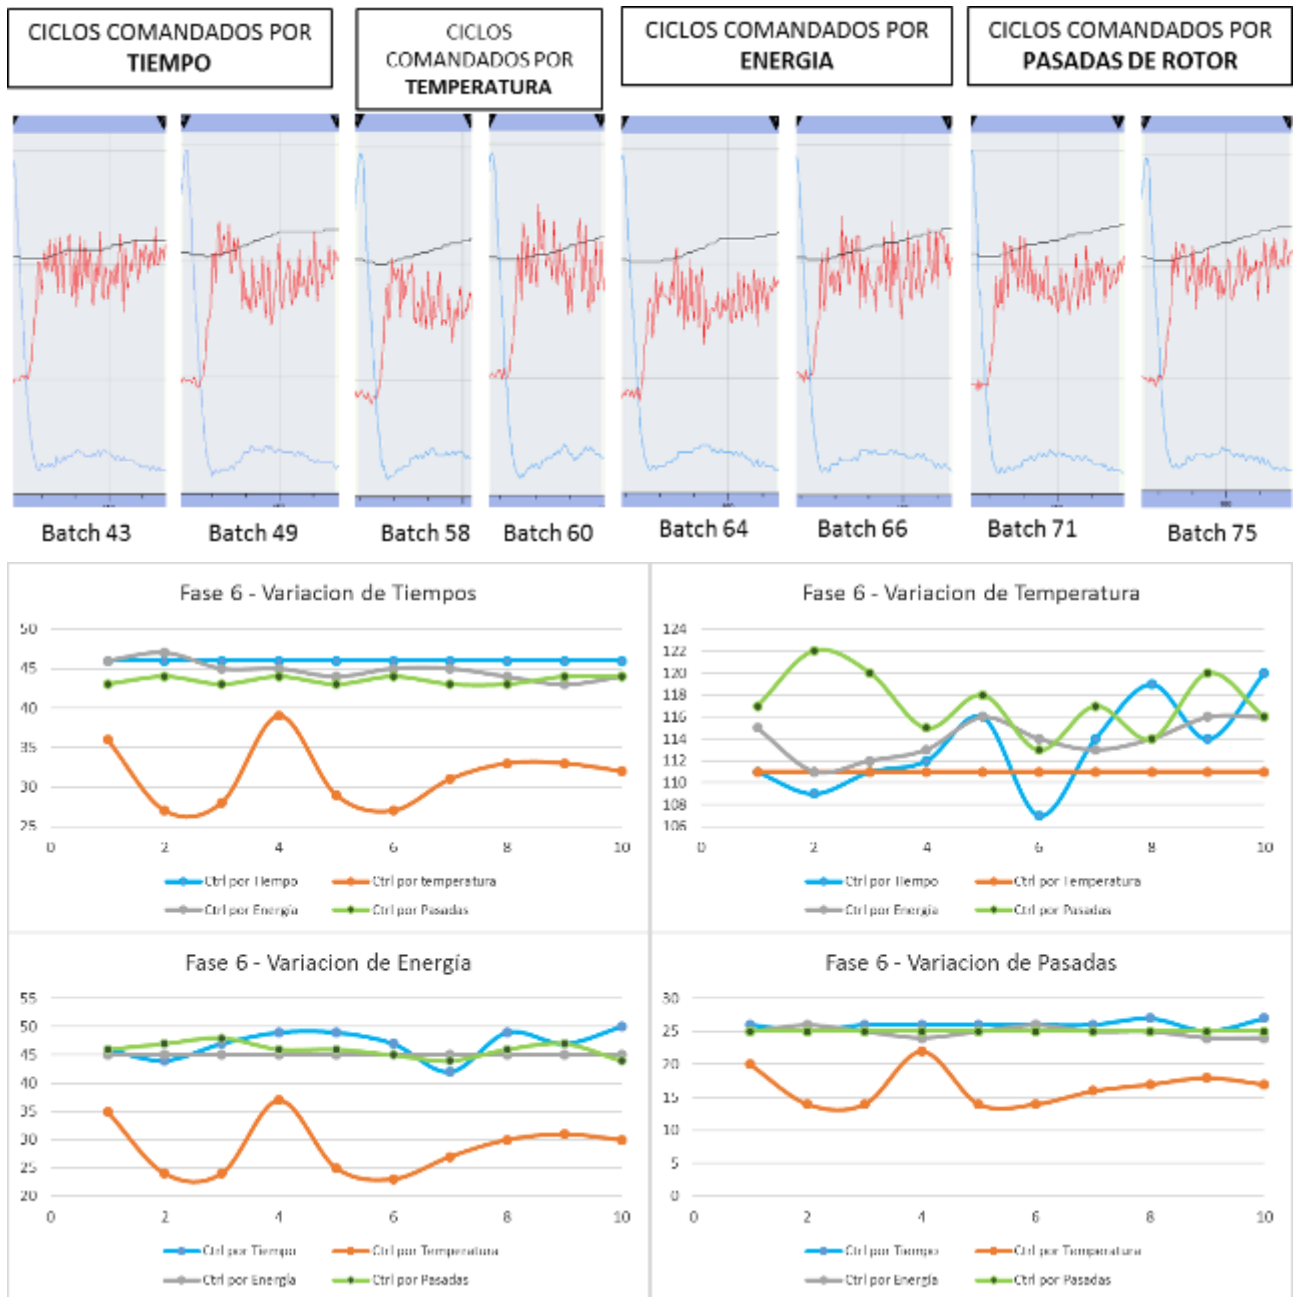 CICLOS COMANDADOS POR
TIEMPO
CICLOS
COMANDADOS POR
TEMPERATURA
CICLOS COMANDADOS POR
ENERGIA
CICLOS COMANDADOS POR
PASADAS DE ROTOR
Batch 43
Batch 49
Batch 58
Batch 60
Batch 64
Batch 66
Batch 71
Batch 75
Fase 6 - Variacion de Tiempos
50
45
40
35
30
25
0 2 4 6 8 10
Ctrl por Tiempo Ctrl por temperatura
Ctrl por Energía Ctrl por Pasadas
Fase 6 - Variacion de Temperatura
124
122
120
118
116
114
112
110
108
106
0 2 4 6 8 10
Ctrl por Tiempo Ctrl por Temperatura
Ctrl por Energía Ctrl por Pasadas
Fase 6 - Variacion de Energía
55
50
45
40
35
30
25
20
0 2 4 6 8 10
Ctrl por Tiempo Ctrl por Temperatura
Ctrl por Energía Ctrl por Pasadas
Fase 6 - Variacion de Pasadas
30
25
20
15
10
5
0
0 2 4 6 8 10
Ctrl por Tiempo Ctrl por Temperatura
Ctrl por Energía Ctrl por Pasadas